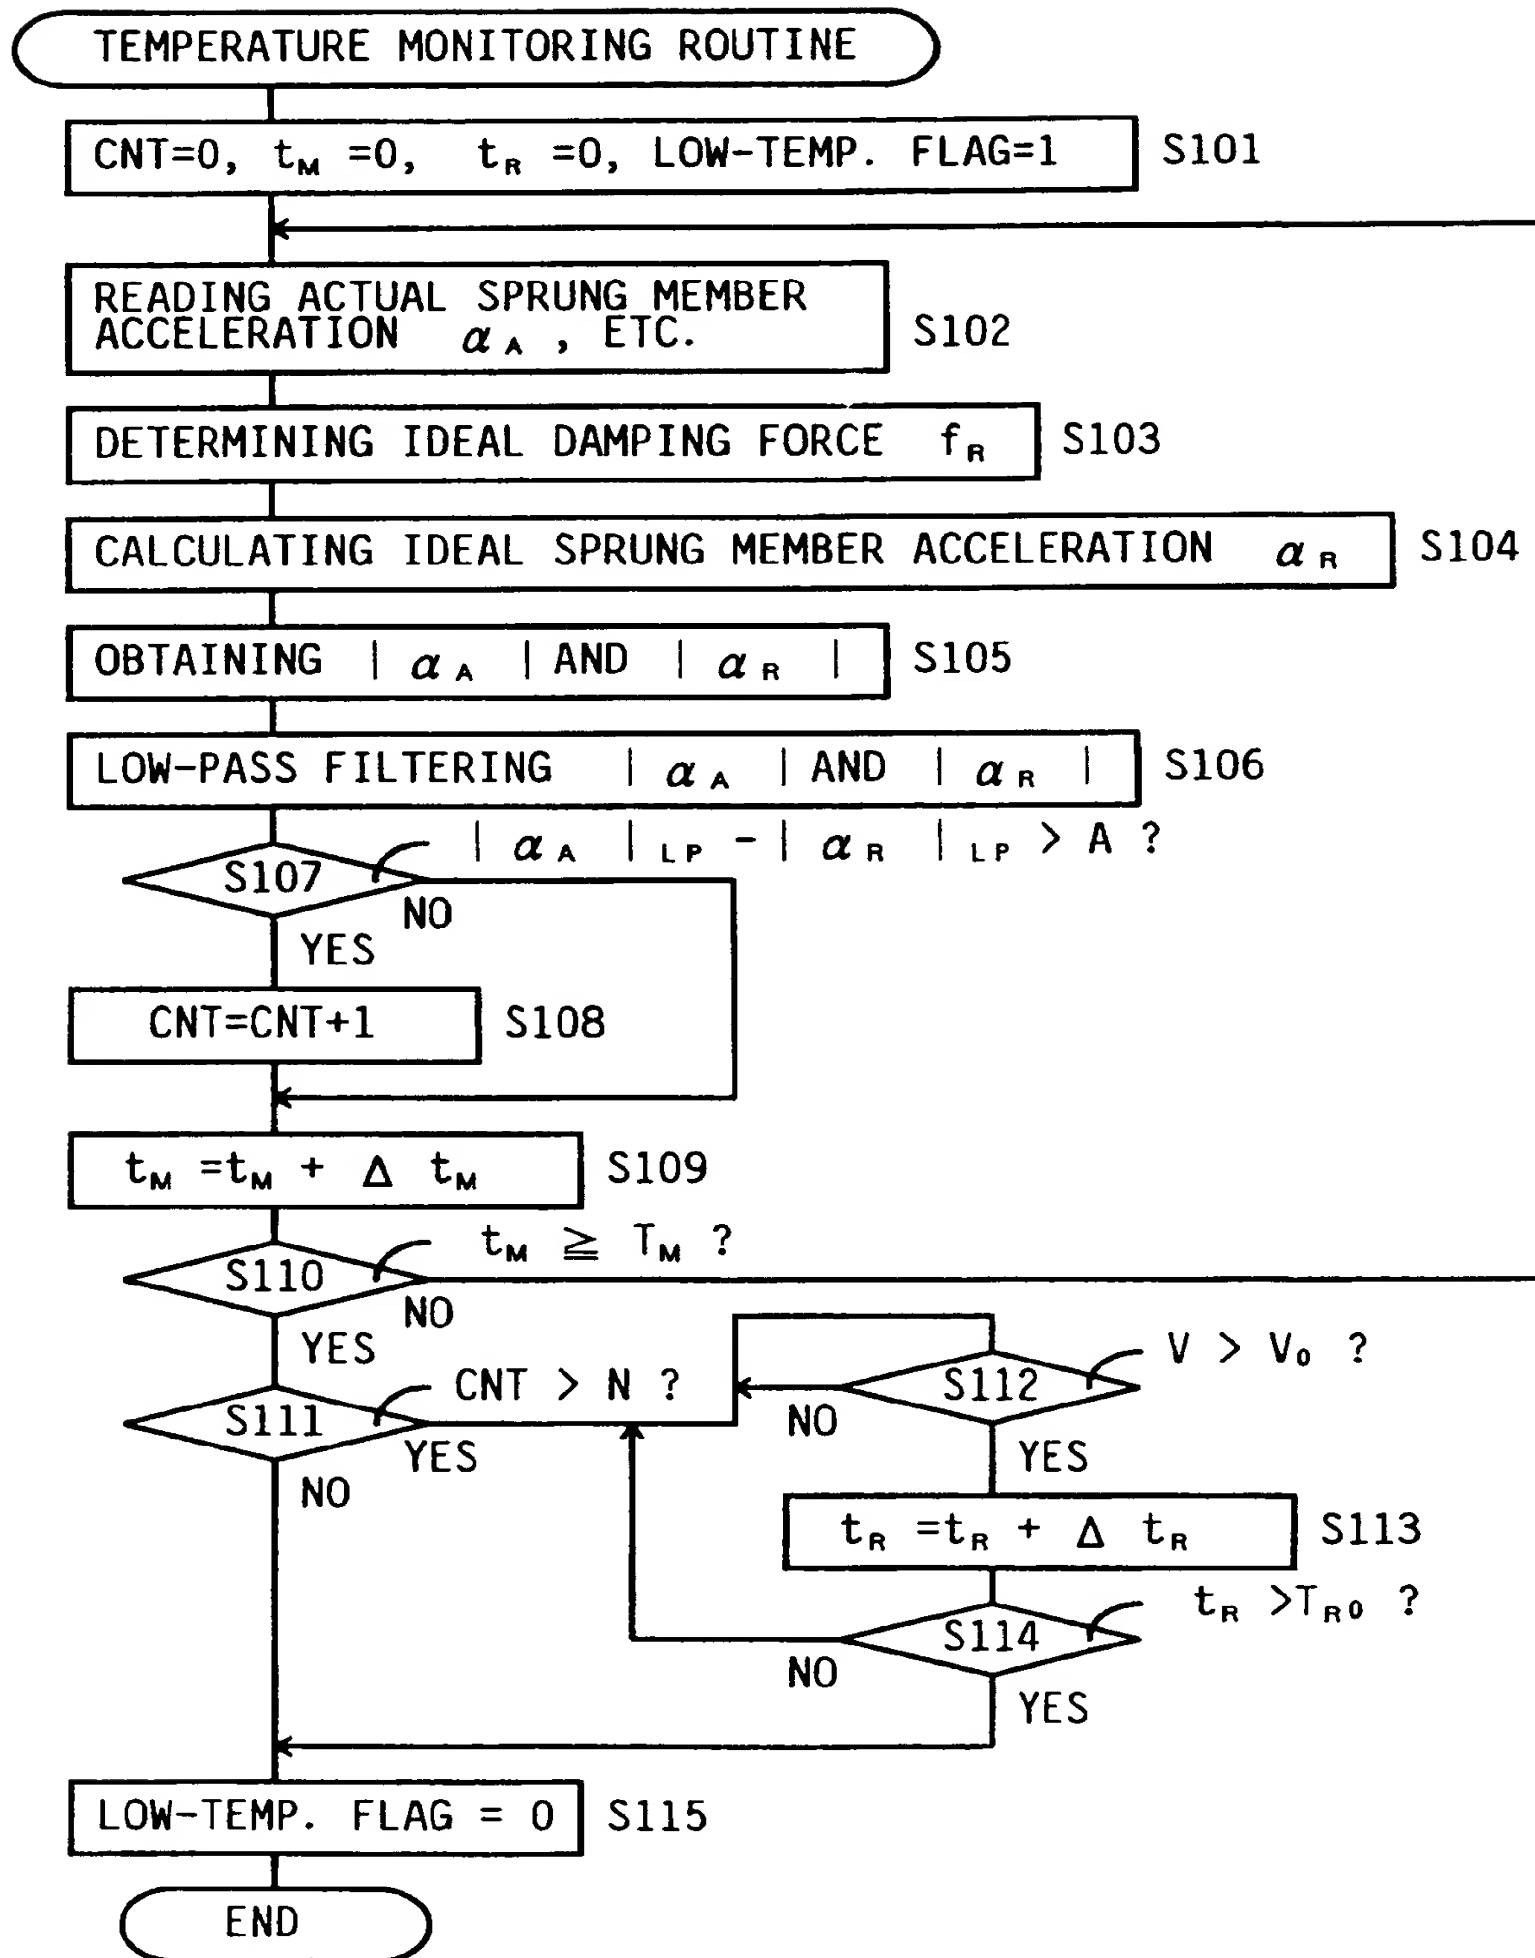 TEMPERATURE MONITORING ROUTINE
CNT=0, tM =0, tR =0, LOW-TEMP. FLAG=1 S101
READING ACTUAL SPRUNG MEMBER
ACCELERATION αA , ETC. S102
DETERMINING IDEAL DAMPING FORCE fR S103
CALCULATING IDEAL SPRUNG MEMBER ACCELERATION αR S104
OBTAINING | αA | AND | αR | S105
LOW-PASS FILTERING | αA | AND | αR | S106
| αA |LP - | αR |LP > A ?
S107
NO
YES
CNT=CNT+1 S108
tM =tM + Δ tM S109
tM ≧ TM ?
S110
NO
YES
CNT > N ?
S111
YES
NO
V > V0 ?
S112
NO
YES
tR =tR + Δ tR S113
tR >TR0 ?
S114
NO
YES
LOW-TEMP. FLAG = 0 S115
END